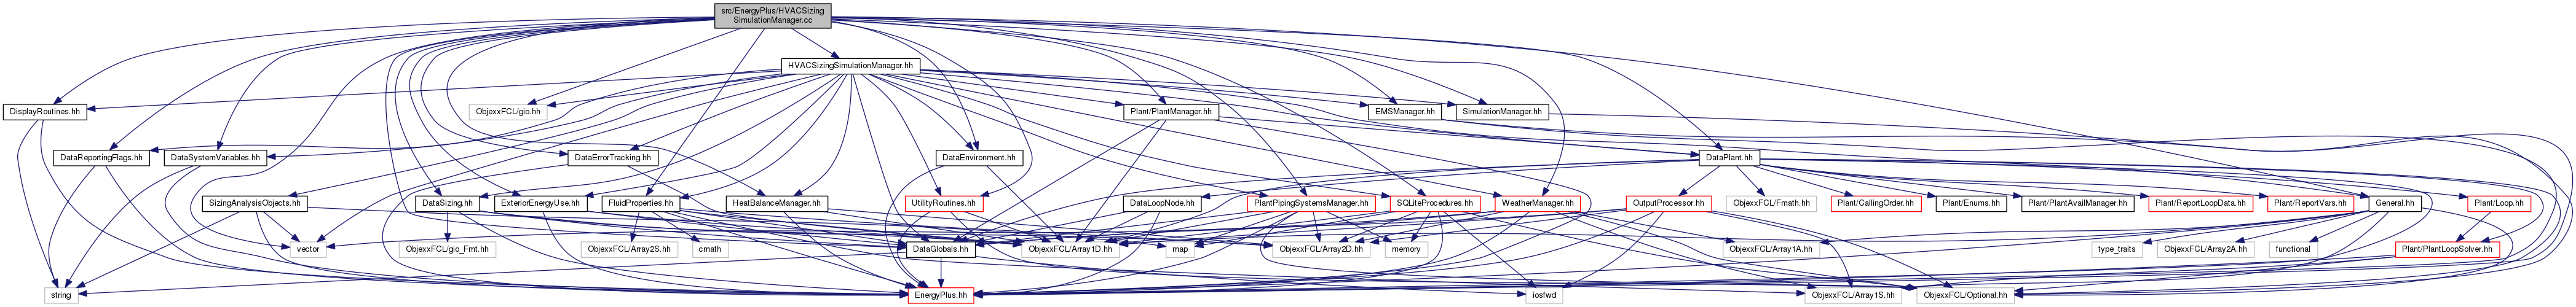 src/EnergyPlus/HVACSizing
SimulationManager.cc
HVACSizingSimulationManager.hh
DisplayRoutines.hh
ObjexxFCL/gio.hh
Plant/PlantManager.hh
EMSManager.hh
SimulationManager.hh
DataReportingFlags.hh
DataSystemVariables.hh
DataErrorTracking.hh
DataEnvironment.hh
DataPlant.hh
SizingAnalysisObjects.hh
DataSizing.hh
ExteriorEnergyUse.hh
FluidProperties.hh
HeatBalanceManager.hh
UtilityRoutines.hh
DataLoopNode.hh
PlantPipingSystemsManager.hh
SQLiteProcedures.hh
WeatherManager.hh
OutputProcessor.hh
ObjexxFCL/Fmath.hh
Plant/CallingOrder.hh
Plant/Enums.hh
Plant/PlantAvailManager.hh
Plant/ReportLoopData.hh
Plant/ReportVars.hh
General.hh
Plant/Loop.hh
vector
ObjexxFCL/gio_Fmt.hh
ObjexxFCL/Array2S.hh
cmath
DataGlobals.hh
ObjexxFCL/Array1D.hh
map
ObjexxFCL/Array2D.hh
memory
ObjexxFCL/Array1A.hh
type_traits
ObjexxFCL/Array2A.hh
functional
Plant/PlantLoopSolver.hh
string
EnergyPlus.hh
iosfwd
ObjexxFCL/Array1S.hh
ObjexxFCL/Optional.hh